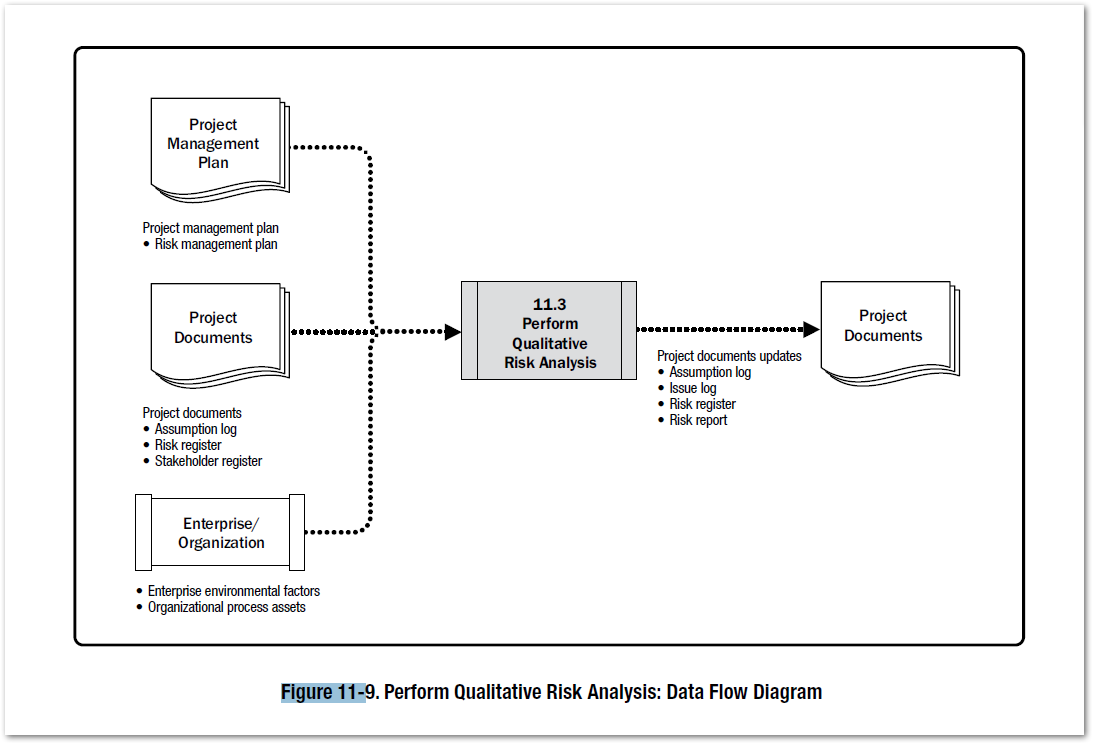 Project
Management
Plan
Project management plan
• Risk management plan
Project
Documents
Project documents
• Assumption log
• Risk register
• Stakeholder register
Enterprise/
Organization
• Enterprise environmental factors
• Organizational process assets
11.3
Perform
Qualitative
Risk Analysis
Project documents updates
• Assumption log
• Issue log
• Risk register
• Risk report
Project
Documents
Figure 11-9. Perform Qualitative Risk Analysis: Data Flow Diagram